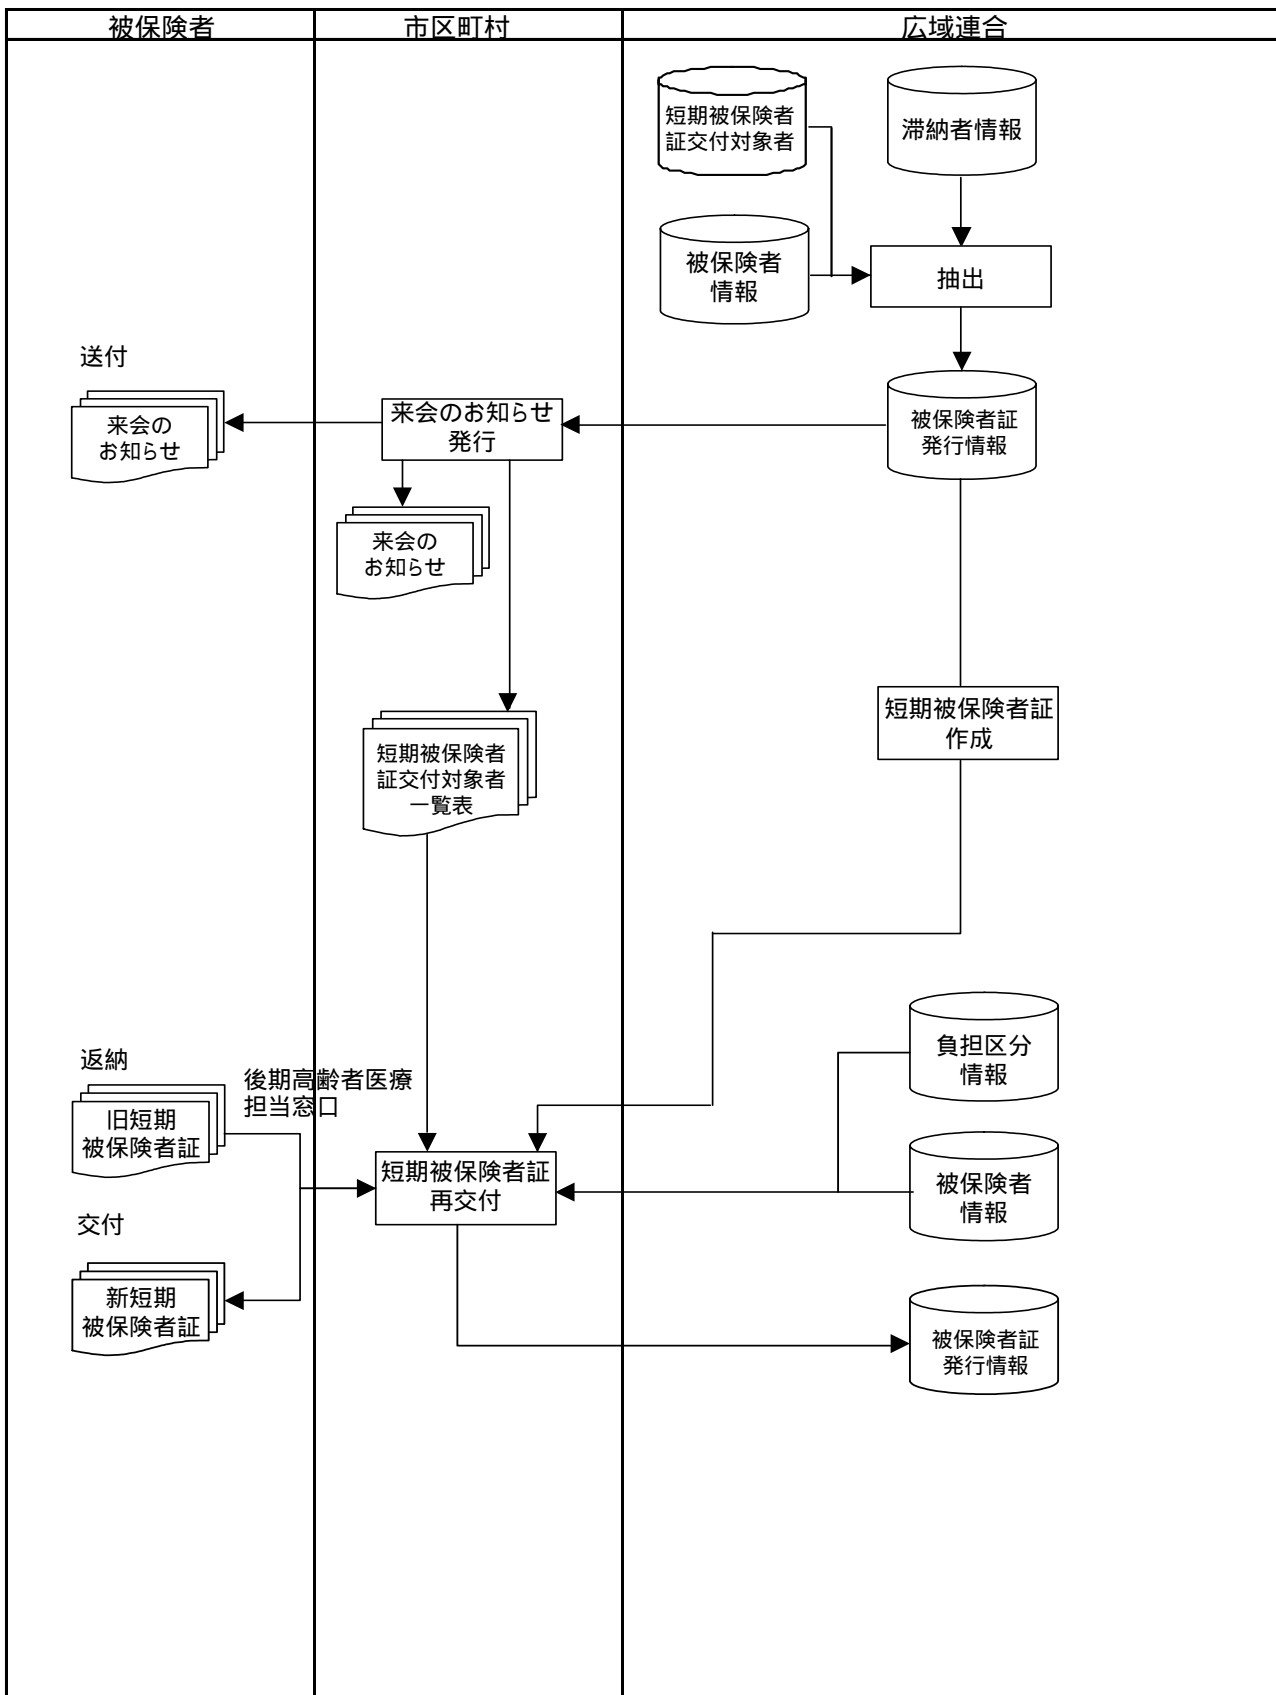 被保険者
市区町村
広域連合
短期被保険者
証交付対象者
滞納者情報
被保険者
情報
抽出
送付
来会の
お知らせ
来会のお知らせ
発行
被保険者証
発行情報
来会の
お知らせ
短期被保険者証
作成
短期被保険者
証交付対象者
一覧表
負担区分
情報
返納
旧短期
被保険者証
後期高齢者医療
担当窓口
短期被保険者証
再交付
被保険者
情報
交付
新短期
被保険者証
被保険者証
発行情報